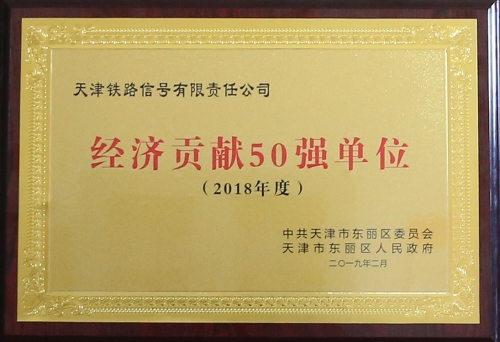 天津铁路信号有限责任公司
经济贡献50强单位
（2018年度）
中共天津市东丽区委员会
天津市东丽区人民政府
二〇一九年二月